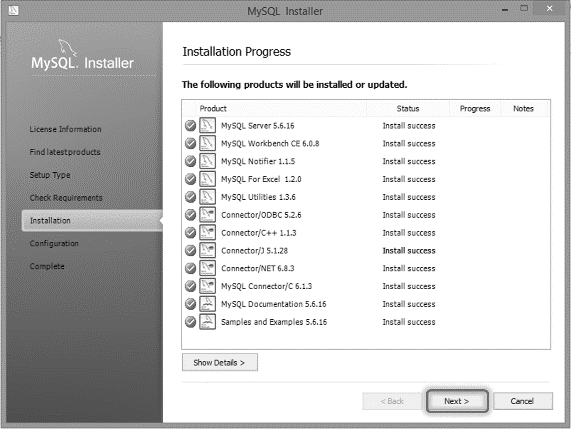 MySQL Installer
MySQL. Installer
License Information
Find latest products
Setup Type
Check Requirements
Installation
Configuration
Complete
Installation Progress
The following products will be installed or updated.
Product Status Progress Notes
MySQL Server 5.6.16 Install success
MySQL Workbench CE 6.0.8 Install success
MySQL Notifier 1.1.5 Install success
MySQL For Excel 1.2.0 Install success
MySQL Utilities 1.3.6 Install success
Connector/ODBC 5.2.6 Install success
Connector/C++ 1.1.3 Install success
Connector/J 5.1.28 Install success
Connector/NET 6.8.3 Install success
MySQL Connector/C 6.1.3 Install success
MySQL Documentation 5.6.16 Install success
Samples and Examples 5.6.16 Install success
Show Details >
< Back Next > Cancel